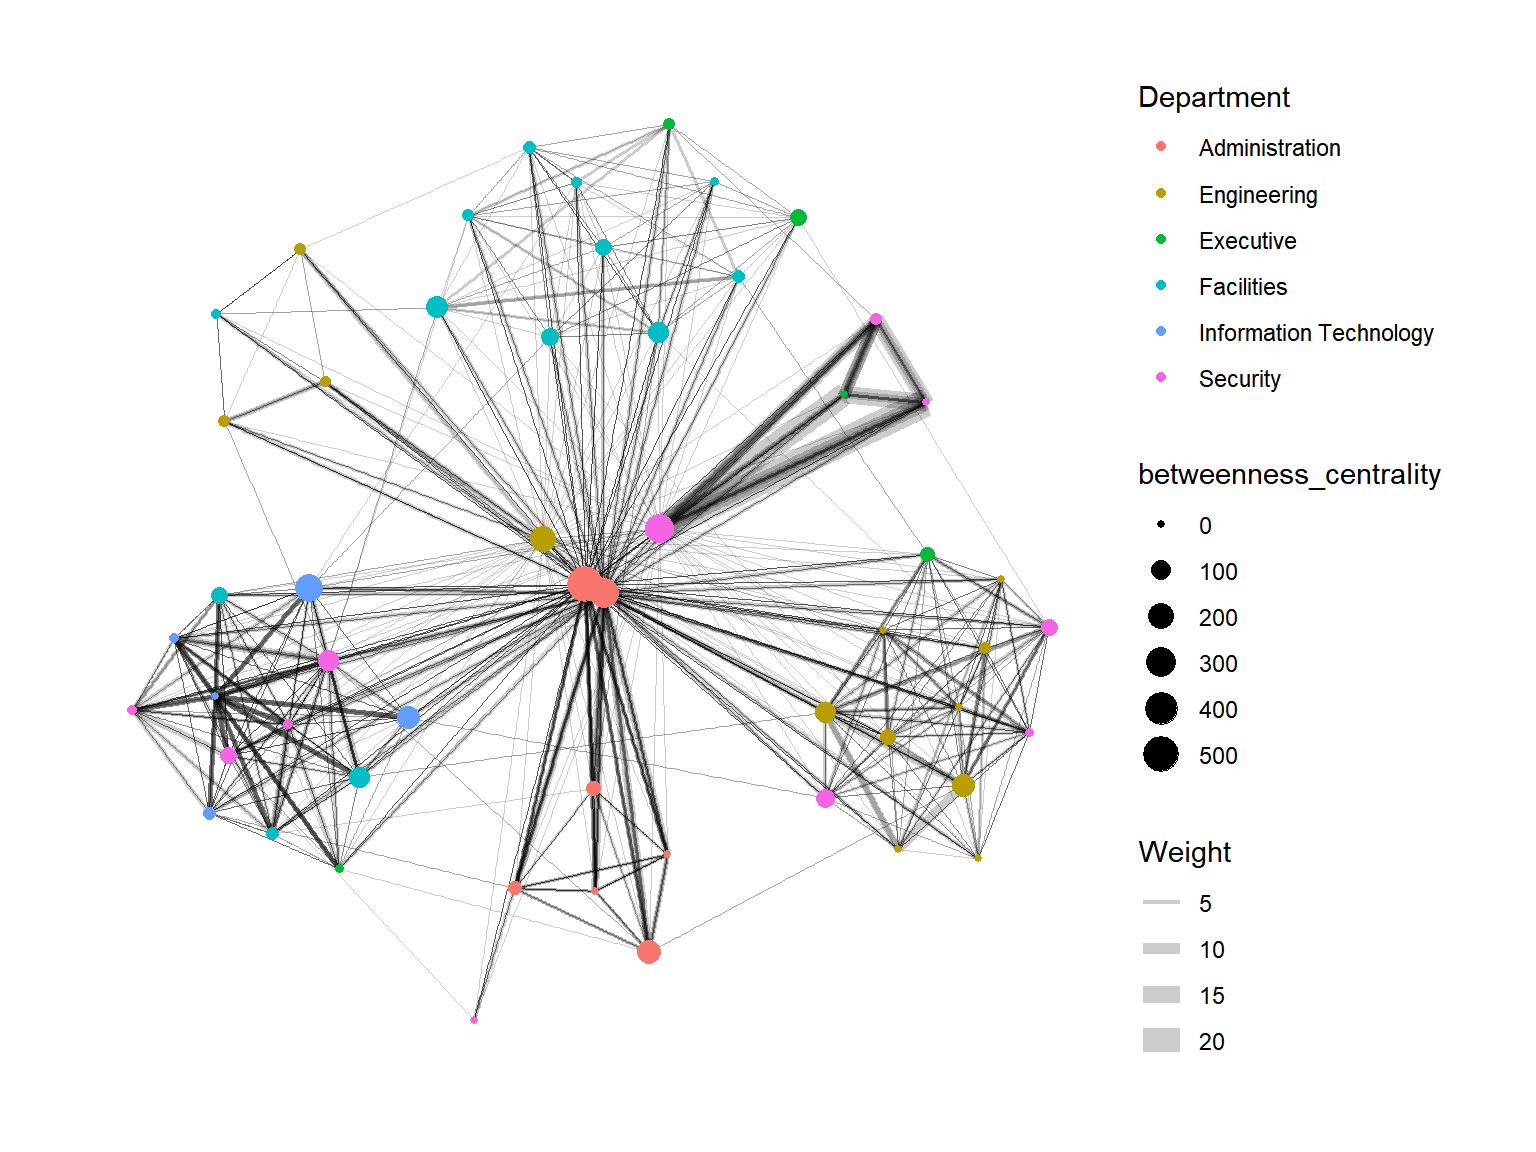 Department
Administration
Engineering
Executive
Facilities
Information Technology
Security
betweenness_centrality
0
100
200
300
400
500
Weight
5
10
15
20